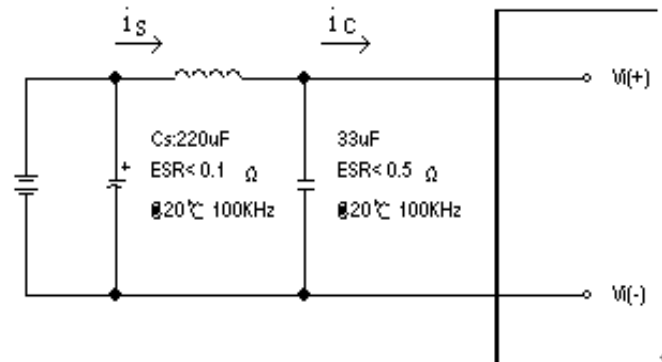 is
ic
Vi(+)
Cs:220uF
ESR< 0.1 Ω
@20℃ 100KHz
33uF
ESR< 0.5 Ω
@20℃ 100KHz
+
Vi(-)